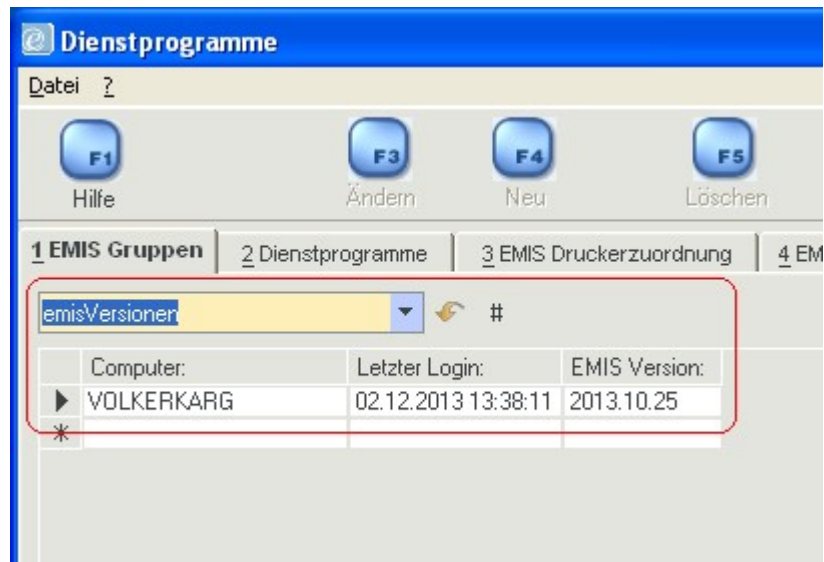 Dienstprogramme
Datei ?
F1 F3 F4 F5
Hilfe Ändern Neu Löschen
1 EMIS Gruppen 2 Dienstprogramme 3 EMIS Druckerzuordnung 4 EM
emisVersionen #
Computer: Letzter Login: EMIS Version:
VOLKERKARG 02.12.2013 13:38:11 2013.10.25
*